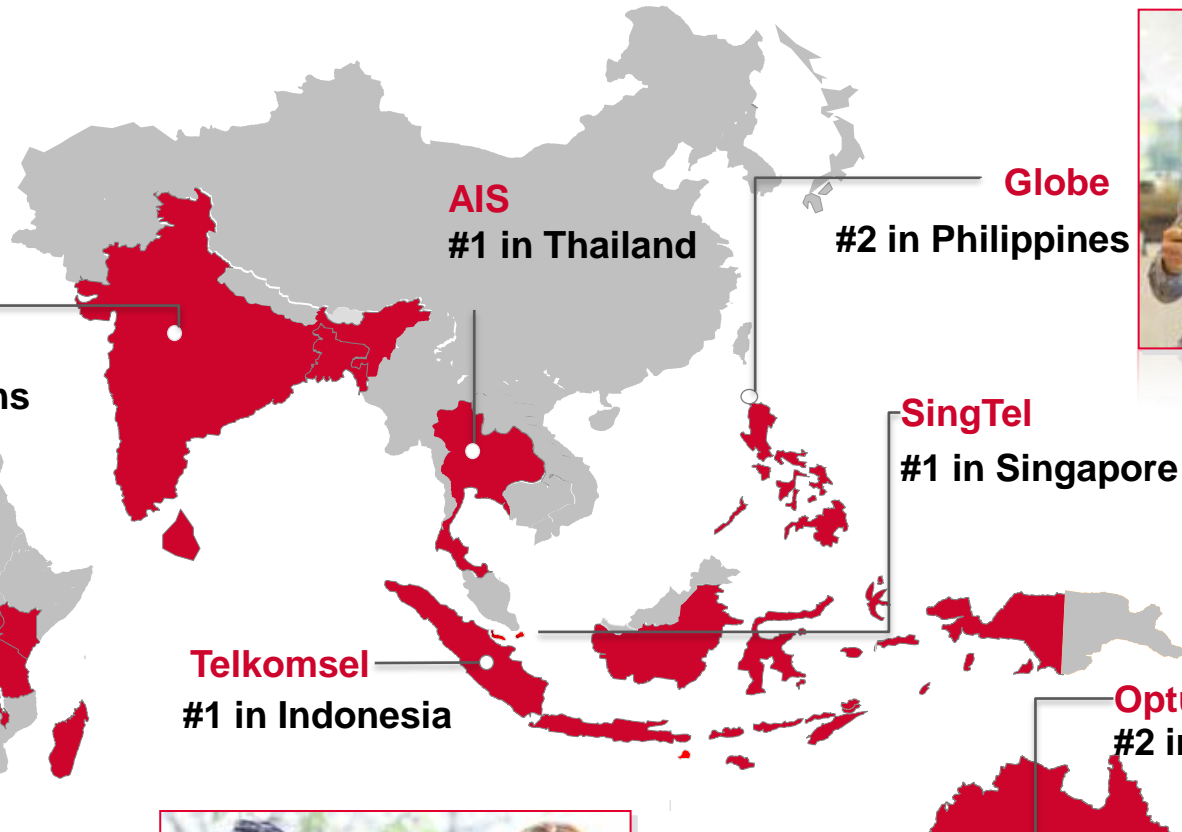 AIS
#1 in Thailand
Globe
#2 in Philippines
SingTel
#1 in Singapore
Telkomsel
#1 in Indonesia